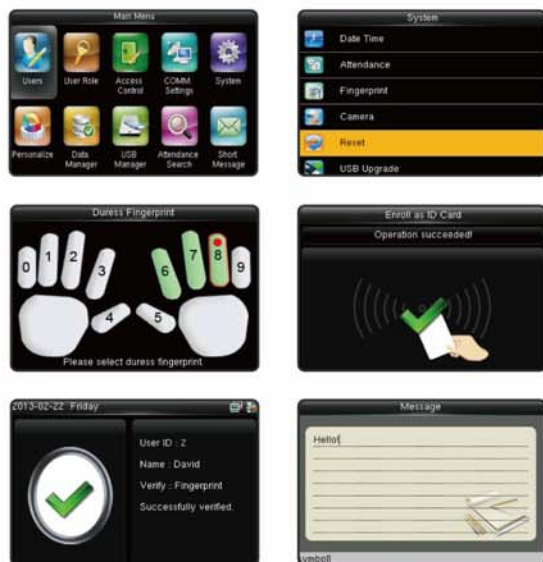 Main Menu
Users
User Role
Access Control
COMM. Settings
System
Personalize
Data Manager
USB Manager
Attendance Search
Short Message
System
Date Time
Attendance
Fingerprint
Camera
Reset
USB Upgrade
Duress Fingerprint
0 1 2 3 4 5 6 7 8 9
Please select duress fingerprint.
Enroll as ID Card
Operation succeeded!
2013-02-22 Friday
User ID : 2
Name : David
Verify : Fingerprint
Successfully verified.
Message
Hello!
symbol]